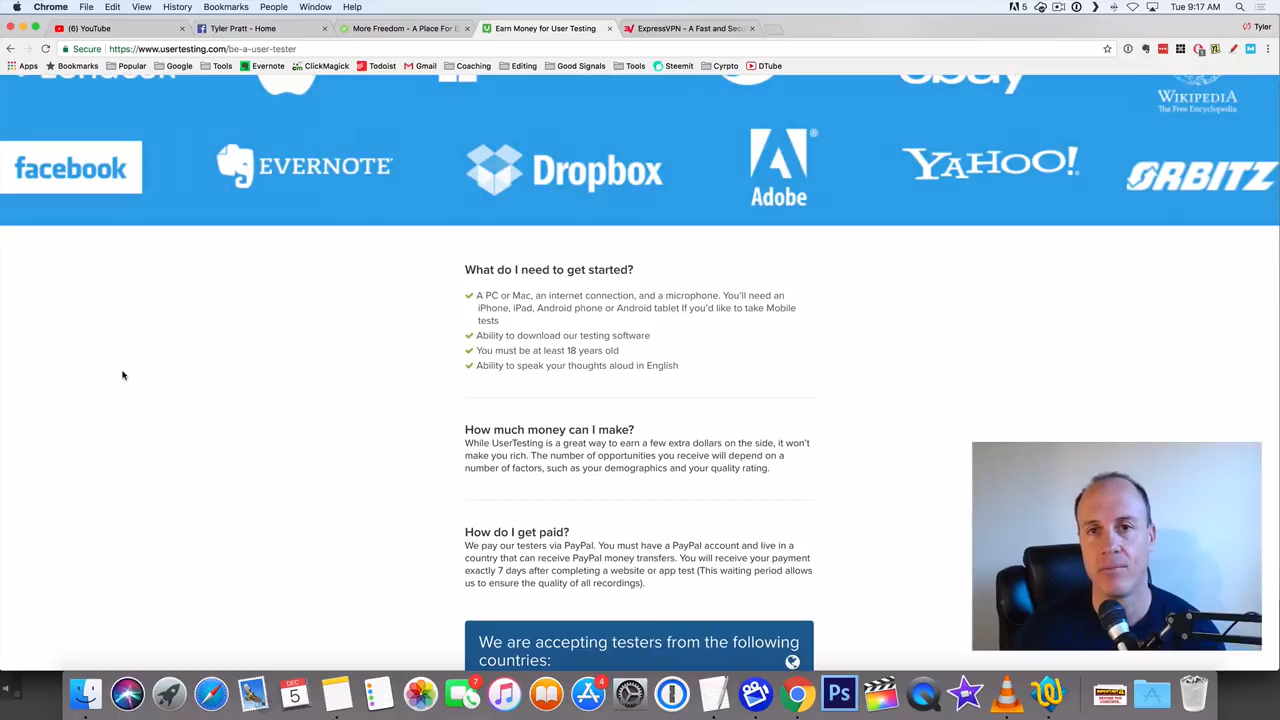 Chrome File Edit View History Bookmarks People Window Help 5 Tue 9:17 AM
(6) YouTube Tyler Pratt - Home More Freedom - A Place For E Earn Money for User Testing ExpressVPN - A Fast and Secu Tyler
Secure https://www.usertesting.com/be-a-user-tester
Apps Bookmarks Popular Google Tools Evernote ClickMagick Todoist Gmail Coaching Editing Good Signals Tools Steemit Cyrpto DTube
ebay
WIKIPEDIA
The Free Encyclopedia
facebook EVERNOTE® Dropbox Adobe® YAHOO! ORBITZ
What do I need to get started?
A PC or Mac, an internet connection, and a microphone. You'll need an
iPhone, iPad, Android phone or Android tablet If you'd like to take Mobile
tests
Ability to download our testing software
You must be at least 18 years old
Ability to speak your thoughts aloud in English
How much money can I make?
While UserTesting is a great way to earn a few extra dollars on the side, it won't
make you rich. The number of opportunities you receive will depend on a
number of factors, such as your demographics and your quality rating.
How do I get paid?
We pay our testers via PayPal. You must have a PayPal account and live in a
country that can receive PayPal money transfers. You will receive your payment
exactly 7 days after completing a website or app test (This waiting period allows
us to ensure the quality of all recordings).
We are accepting testers from the following
countries:
DEC
5
7
4
Ps